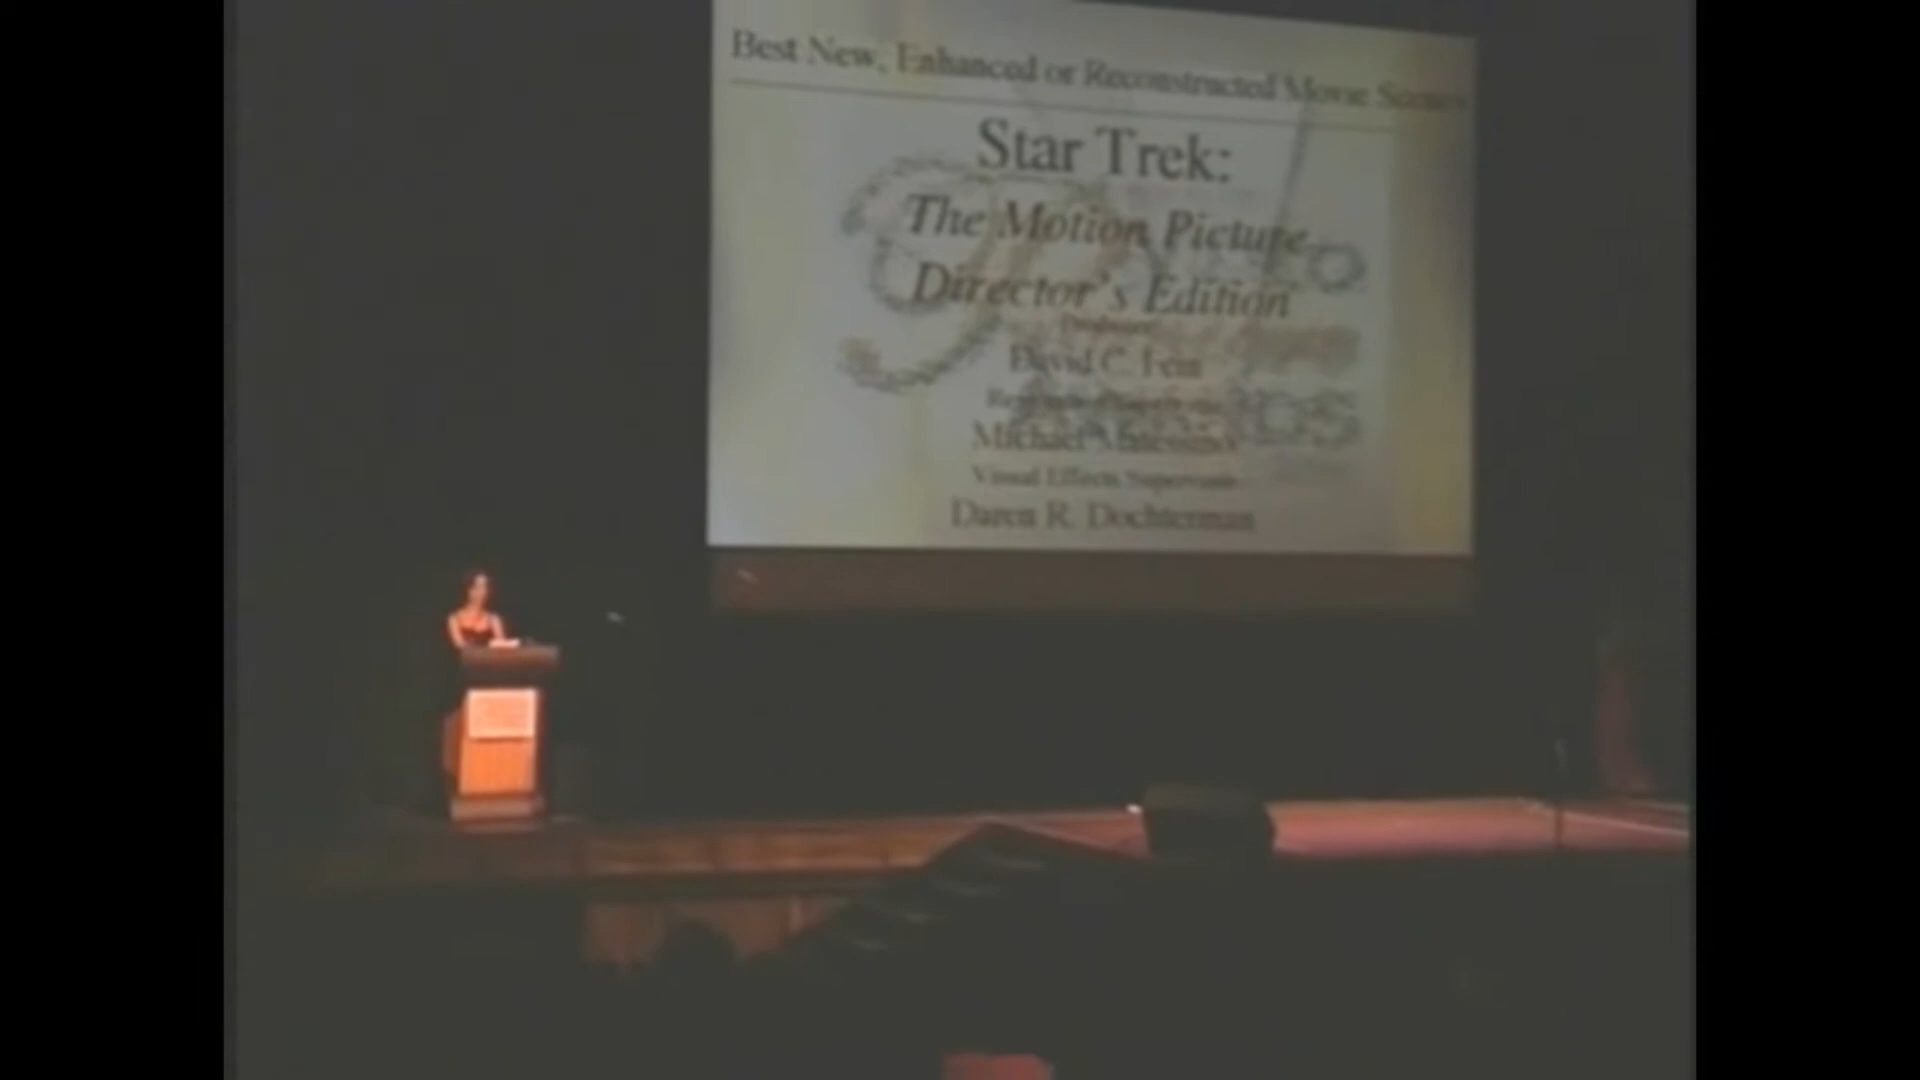 Best New, Enhanced or Reconstructed Movie Scenes
Star Trek:
The Motion Picture
Director's Edition
Producer
David C. Fein
Michael Matessino
Visual Effects Supervisor
Daren R. Dochterman